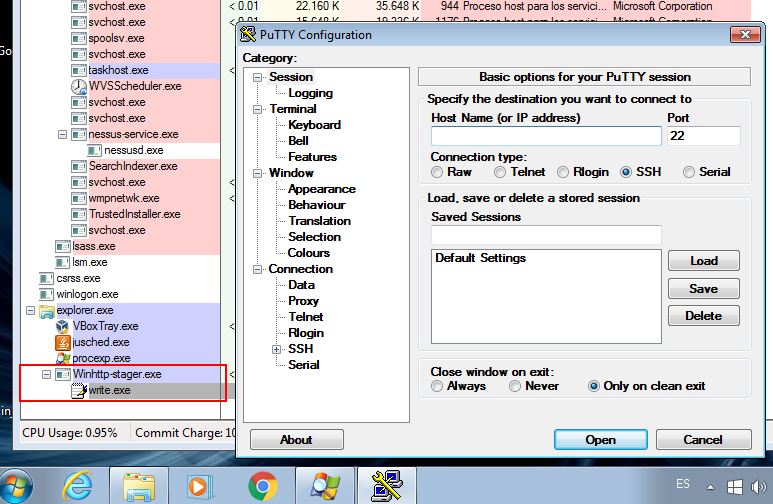 svchost.exe < 0.01 22.160 K 35.648 K 944 Proceso host para los servici... Microsoft Corporation
svchost.exe
spoolsv.exe
svchost.exe
taskhost.exe
WVSScheduler.exe
svchost.exe
svchost.exe
nessus-service.exe
nessusd.exe
SearchIndexer.exe
svchost.exe
wmpnetwk.exe
TrustedInstaller.exe
svchost.exe
lsass.exe
lsm.exe
csrss.exe
winlogon.exe
explorer.exe
VBoxTray.exe
jusched.exe
procexp.exe
Winhttp-stager.exe
write.exe
CPU Usage: 0.95% Commit Charge: 10
PuTTY Configuration
Category:
Session
Logging
Terminal
Keyboard
Bell
Features
Window
Appearance
Behaviour
Translation
Selection
Colours
Connection
Data
Proxy
Telnet
Rlogin
SSH
Serial
Basic options for your PuTTY session
Specify the destination you want to connect to
Host Name (or IP address) Port
22
Connection type:
Raw Telnet Rlogin SSH Serial
Load, save or delete a stored session
Saved Sessions
Default Settings
Load
Save
Delete
Close window on exit:
Always Never Only on clean exit
About Open Cancel
ES